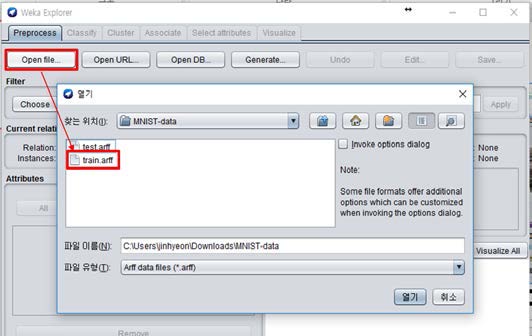 Weka Explorer
Preprocess Classify Cluster Associate Select attributes Visualize
Open file... Open URL... Open DB... Generate... Undo Edit... Save...
Filter
Choose Apply
Current relati
Relation: None
Instances: None
Attributes
All
Visualize All
열기
찾는 위치(I): MNIST-data
test.arff
train.arff
Invoke options dialog
Note:
Some file formats offer additional
options which can be customized
when invoking the options dialog.
파일 이름(N): C:\Users\jinhyeon\Downloads\MNIST-data
파일 유형(T): Arff data files (*.arff)
열기 취소